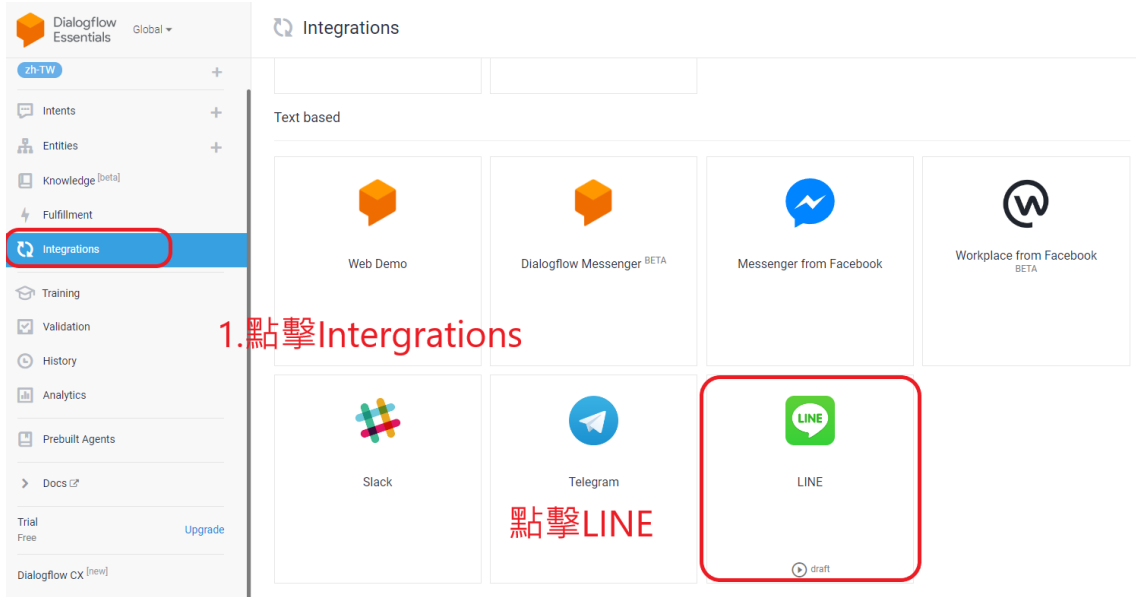 Dialogflow
Essentials
Global
Integrations
zh-TW
Intents
Entities
Knowledge [beta]
Fulfillment
Integrations
Training
Validation
History
Analytics
Prebuilt Agents
Docs
Trial
Free
Upgrade
Dialogflow CX [new]
Text based
Web Demo
Dialogflow Messenger BETA
Messenger from Facebook
Workplace from Facebook
BETA
1.點擊Intergrations
Slack
Telegram
LINE
LINE
點擊LINE
draft